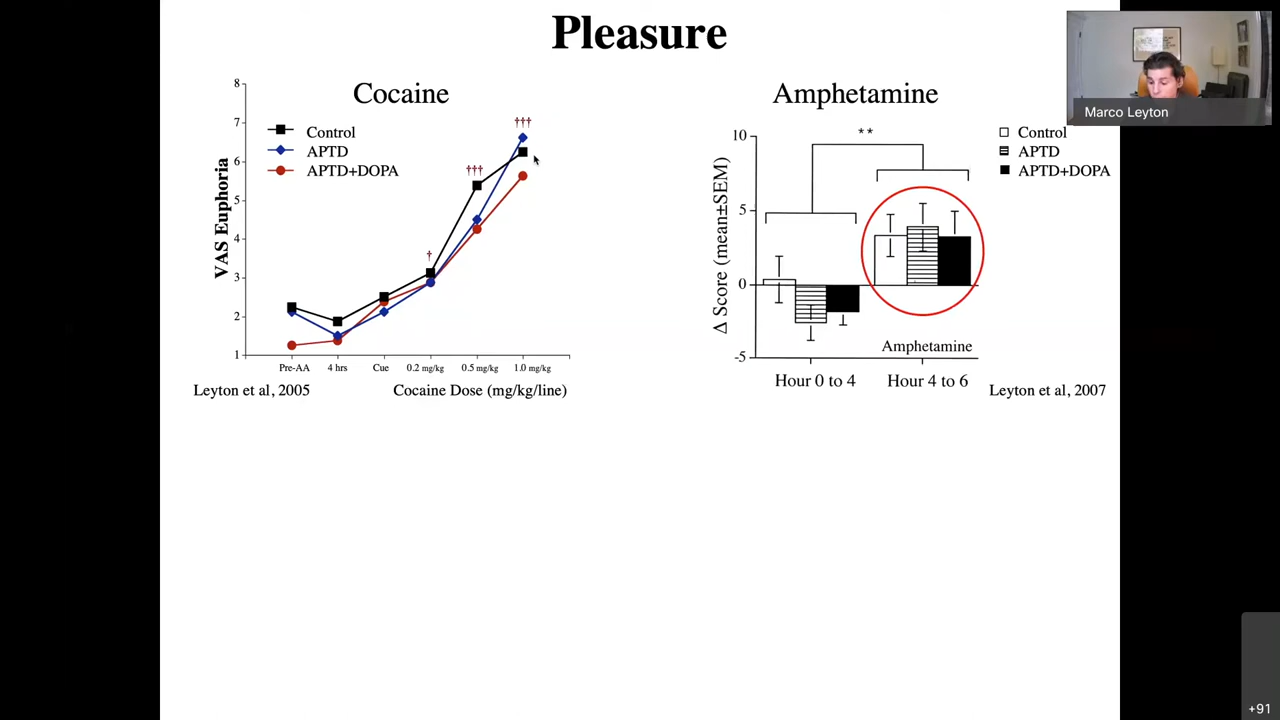 Pleasure
Marco Leyton
Cocaine
Control
APTD
APTD+DOPA
VAS Euphoria
8
7
6
5
4
3
2
1
†
†††
†††
Pre-AA 4 hrs Cue 0.2 mg/kg 0.5 mg/kg 1.0 mg/kg
Leyton et al, 2005
Cocaine Dose (mg/kg/line)
Amphetamine
Control
APTD
APTD+DOPA
Δ Score (mean±SEM)
10
5
0
-5
**
Amphetamine
Hour 0 to 4 Hour 4 to 6
Leyton et al, 2007
+91